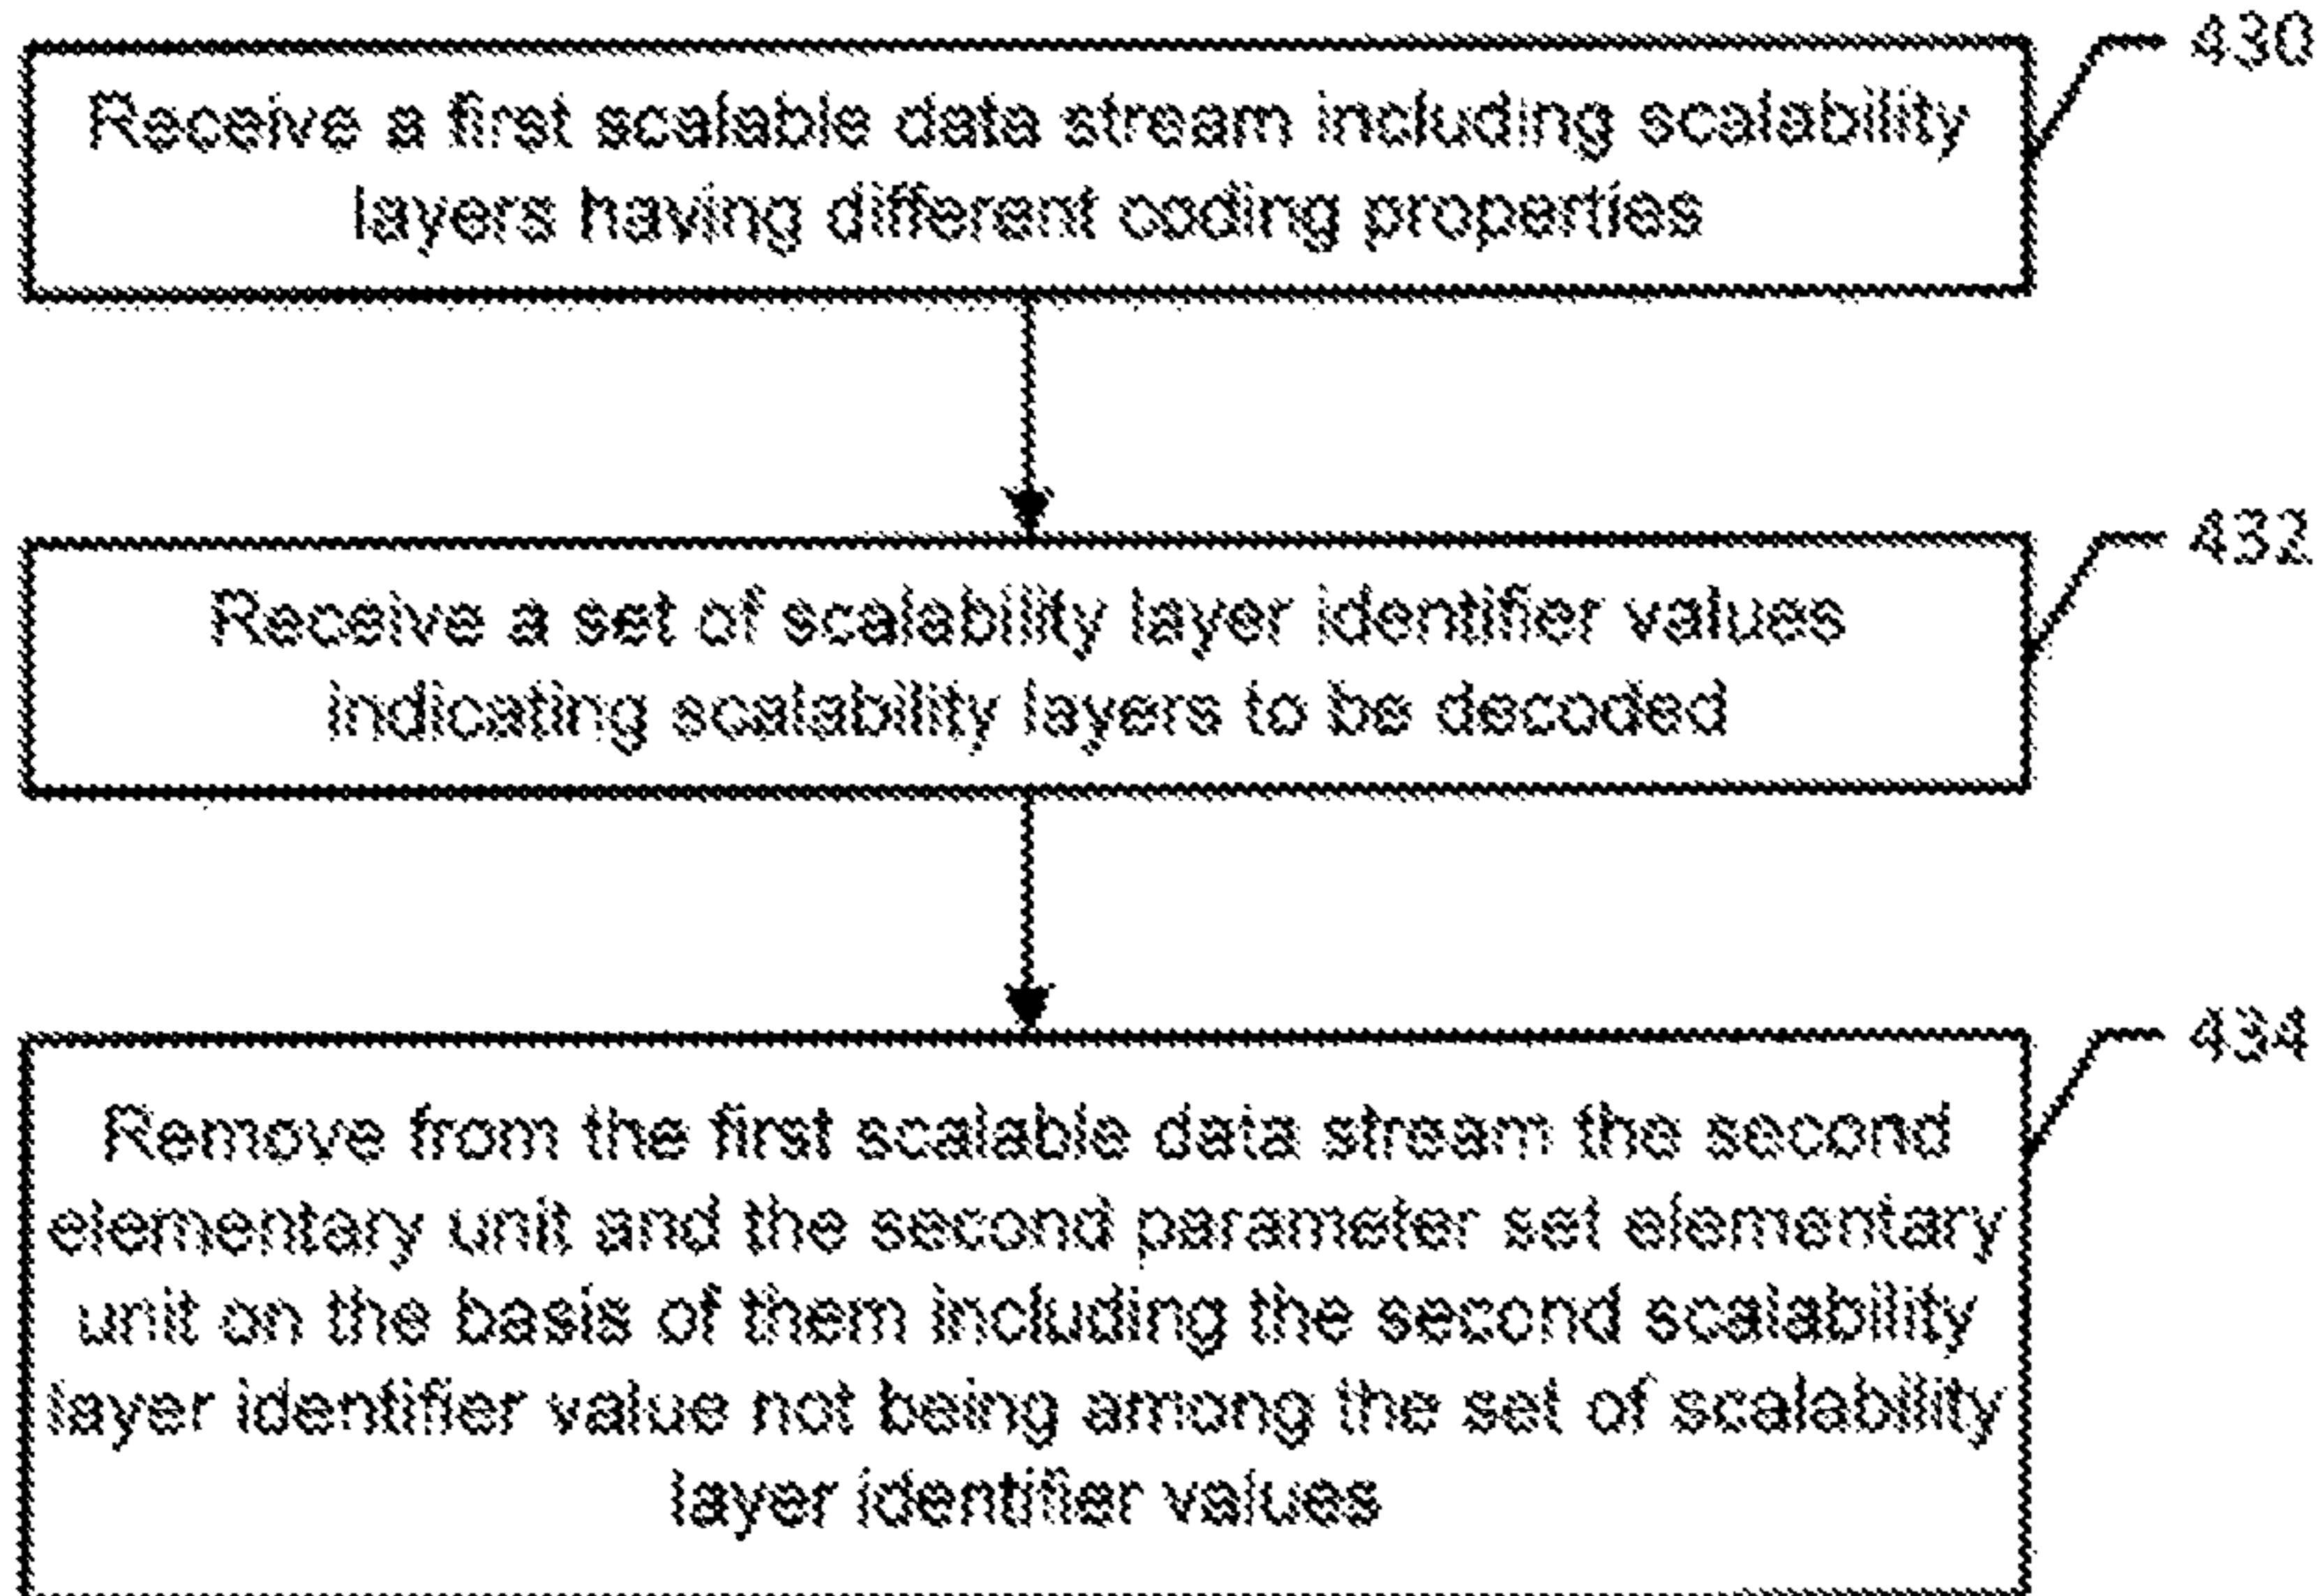 430
Receive a first scalable data stream including scalability
layers having different coding properties
432
Receive a set of scalability layer identifier values
indicating scalability layers to be decoded
434
Remove from the first scalable data stream the second
elementary unit and the second parameter set elementary
unit on the basis of them including the second scalability
layer identifier value not being among the set of scalability
layer identifier values